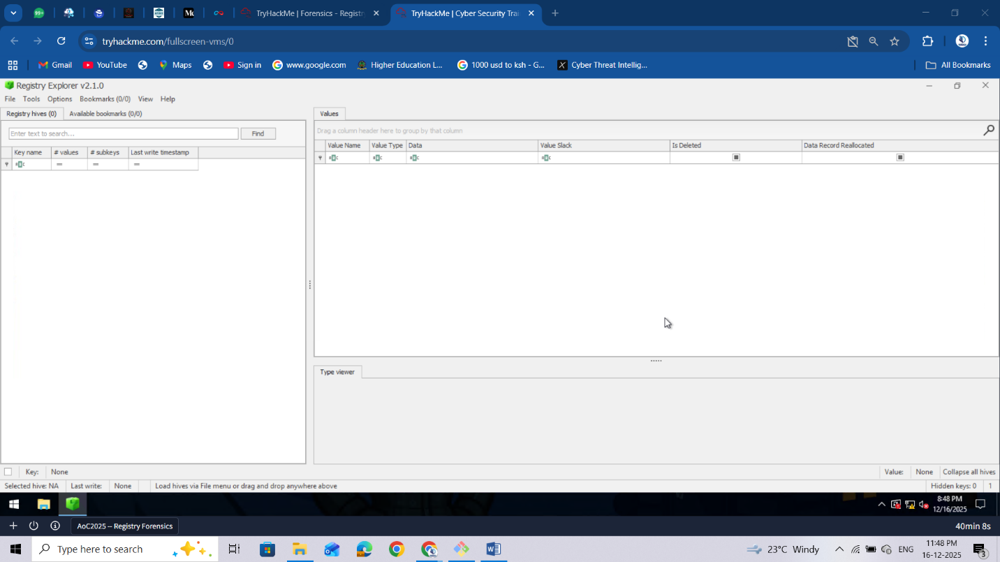 99+
M
TryHackMe | Forensics - Registr
TryHackMe | Cyber Security Trai
tryhackme.com/fullscreen-vms/0
Gmail
YouTube
Maps
Sign in
www.google.com
Higher Education L...
1000 usd to ksh - G...
Cyber Threat Intellig...
All Bookmarks
Registry Explorer v2.1.0
File Tools Options Bookmarks (0/0) View Help
Registry hives (0) Available bookmarks (0/0)
Enter text to search... Find
Key name # values # subkeys Last write timestamp
Values
Drag a column header here to group by that column
Value Name Value Type Data Value Slack Is Deleted Data Record Reallocated
Type viewer
Key: None
Value: None Collapse all hives
Selected hive: NA Last write: None Load hives via File menu or drag and drop anywhere above
Hidden keys: 0 1
8:48 PM
12/16/2025
AoC2025 -- Registry Forensics
40min 8s
Type here to search
23°C Windy
ENG
11:48 PM
16-12-2025
3